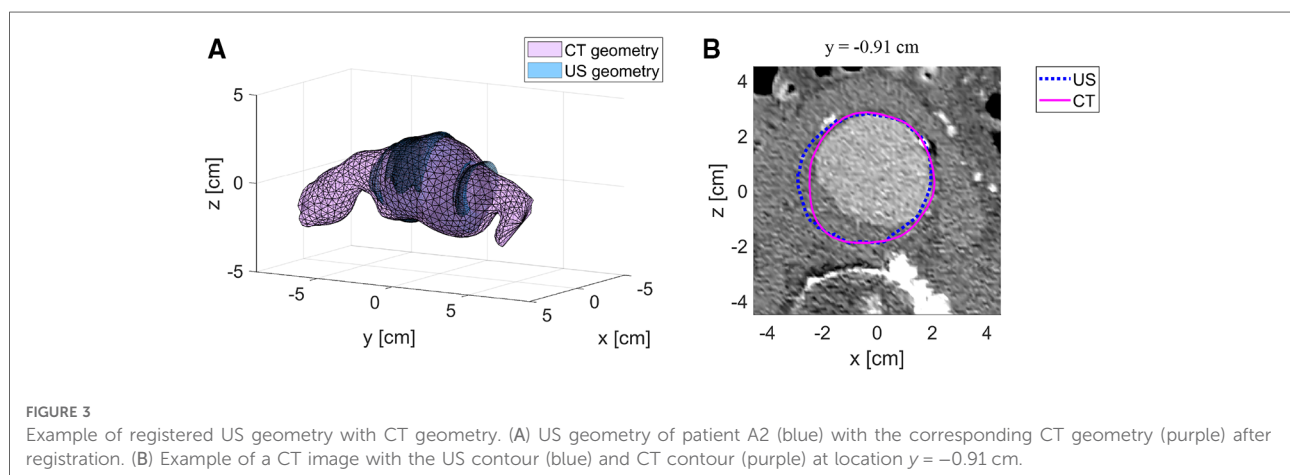 A
CT geometry
US geometry
5
0
-5
z [cm]
-5
0
5
y [cm]
5
0
-5
x [cm]
B
y = -0.91 cm
US
CT
4
2
0
-2
-4
z [cm]
-4
-2
0
2
4
x [cm]
FIGURE 3
Example of registered US geometry with CT geometry. (A) US geometry of patient A2 (blue) with the corresponding CT geometry (purple) after
registration. (B) Example of a CT image with the US contour (blue) and CT contour (purple) at location y = −0.91 cm.